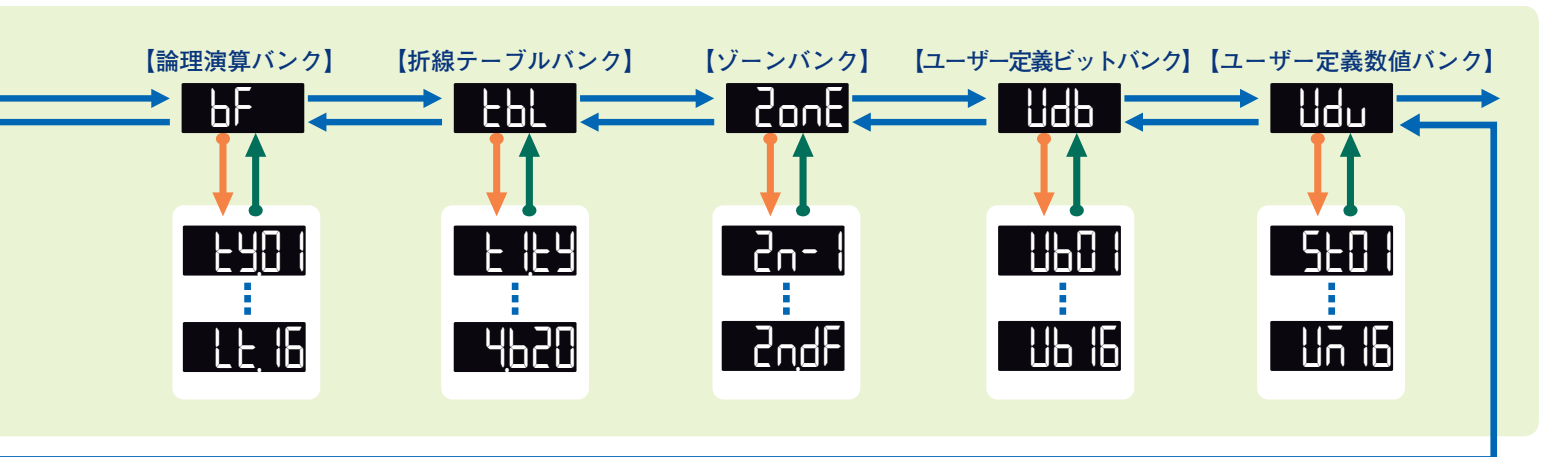 【論理演算バンク】 【折線テーブルバンク】 【ゾーンバンク】 【ユーザー定義ビットバンク】 【ユーザー定義数値バンク】
bF tbL ZonE Udb Udv
ty.01 t1.ty Zn-1 Ub01 St01
Lt.16 4.b20 Zn.dF Ub16 Um16